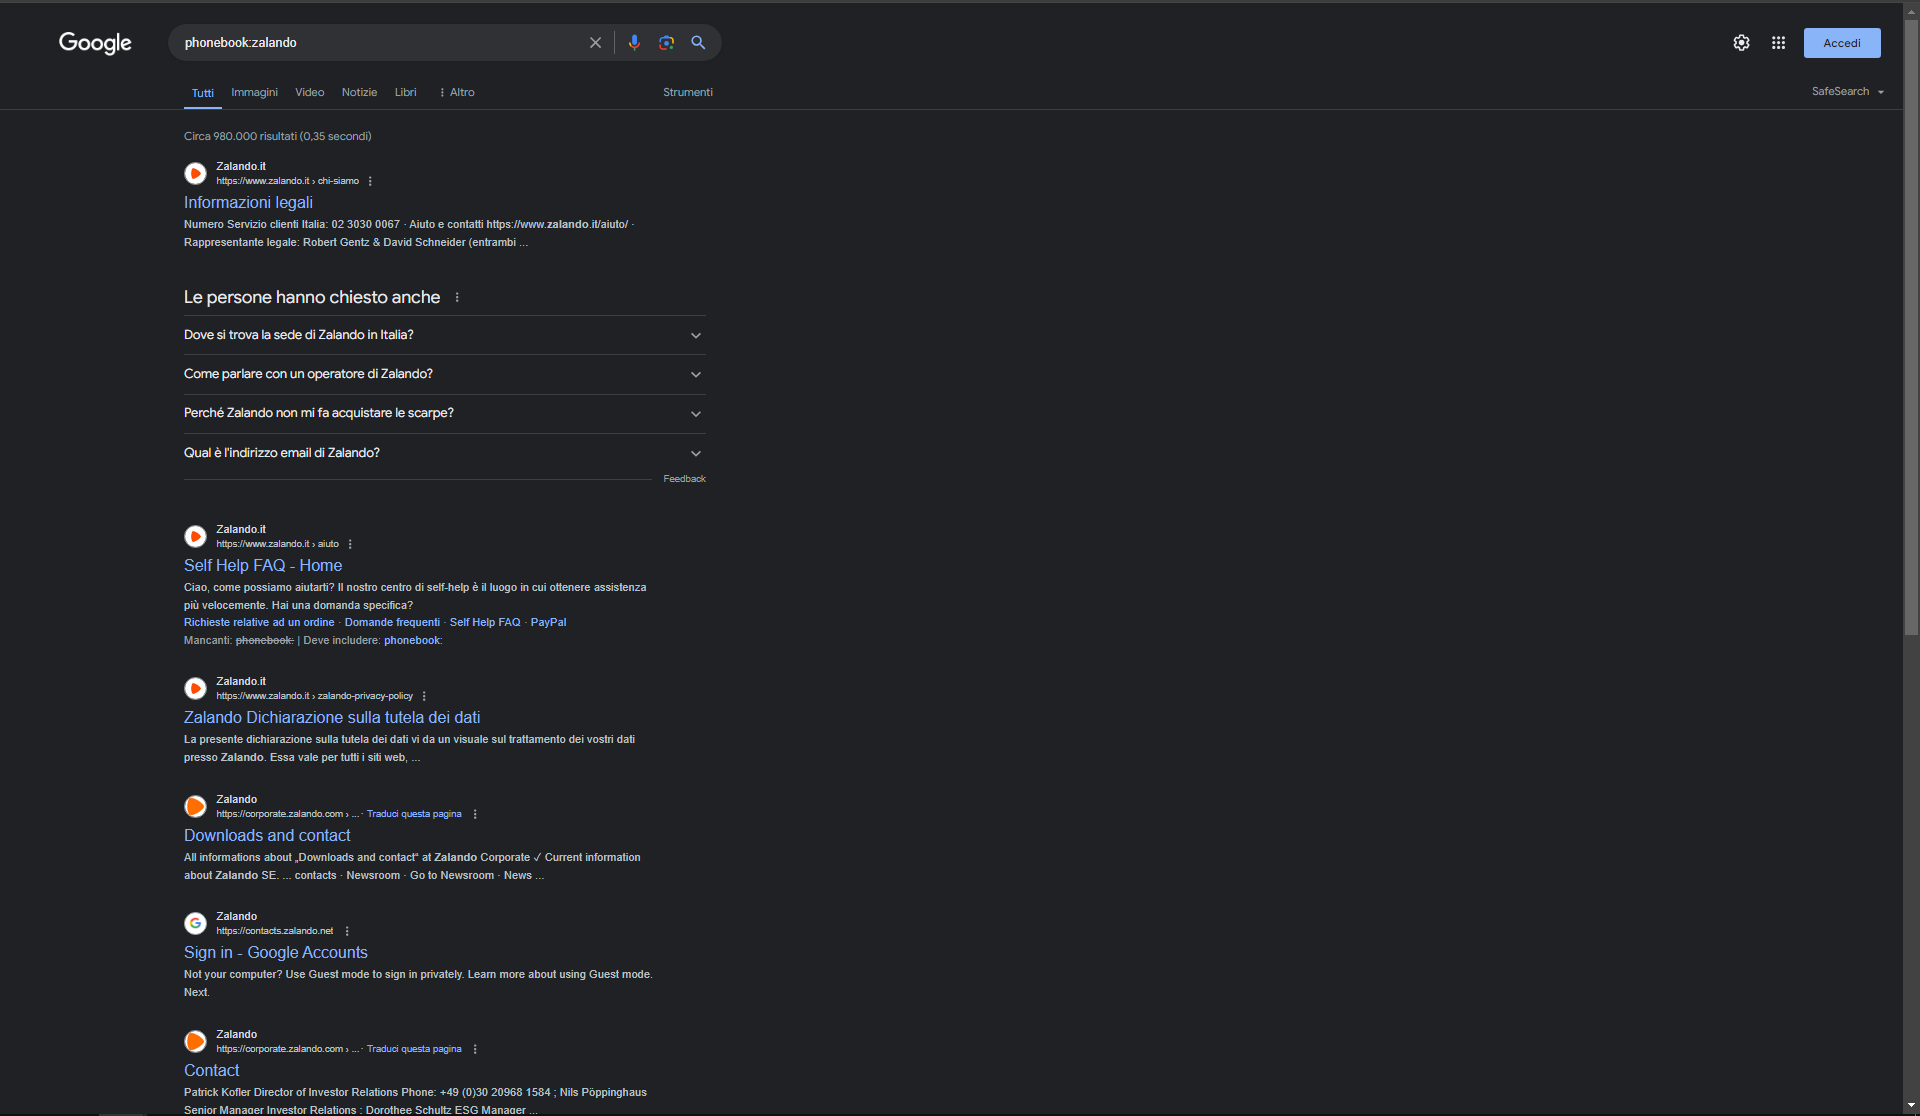 Google
phonebook:zalando
Accedi
Tutti Immagini Video Notizie Libri Altro Strumenti
SafeSearch
Circa 980.000 risultati (0,35 secondi)
Zalando.it
https://www.zalando.it › chi-siamo
Informazioni legali
Numero Servizio clienti Italia: 02 3030 0067 · Aiuto e contatti https://www.zalando.it/aiuto/ ·
Rappresentante legale: Robert Gentz & David Schneider (entrambi ...
Le persone hanno chiesto anche
Dove si trova la sede di Zalando in Italia?
Come parlare con un operatore di Zalando?
Perché Zalando non mi fa acquistare le scarpe?
Qual è l'indirizzo email di Zalando?
Feedback
Zalando.it
https://www.zalando.it › aiuto
Self Help FAQ - Home
Ciao, come possiamo aiutarti? Il nostro centro di self-help è il luogo in cui ottenere assistenza
più velocemente. Hai una domanda specifica?
Richieste relative ad un ordine · Domande frequenti · Self Help FAQ · PayPal
Mancanti: phonebook: | Deve includere: phonebook:
Zalando.it
https://www.zalando.it › zalando-privacy-policy
Zalando Dichiarazione sulla tutela dei dati
La presente dichiarazione sulla tutela dei dati vi da un visuale sul trattamento dei vostri dati
presso Zalando. Essa vale per tutti i siti web, ...
Zalando
https://corporate.zalando.com › ... · Traduci questa pagina
Downloads and contact
All informations about „Downloads and contact“ at Zalando Corporate ✓ Current information
about Zalando SE. ... contacts · Newsroom · Go to Newsroom · News ...
Zalando
https://contacts.zalando.net
Sign in - Google Accounts
Not your computer? Use Guest mode to sign in privately. Learn more about using Guest mode.
Next.
Zalando
https://corporate.zalando.com › ... · Traduci questa pagina
Contact
Patrick Kofler Director of Investor Relations Phone: +49 (0)30 20968 1584 ; Nils Pöppinghaus
Senior Manager Investor Relations ; Dorothee Schultz ESG Manager ...